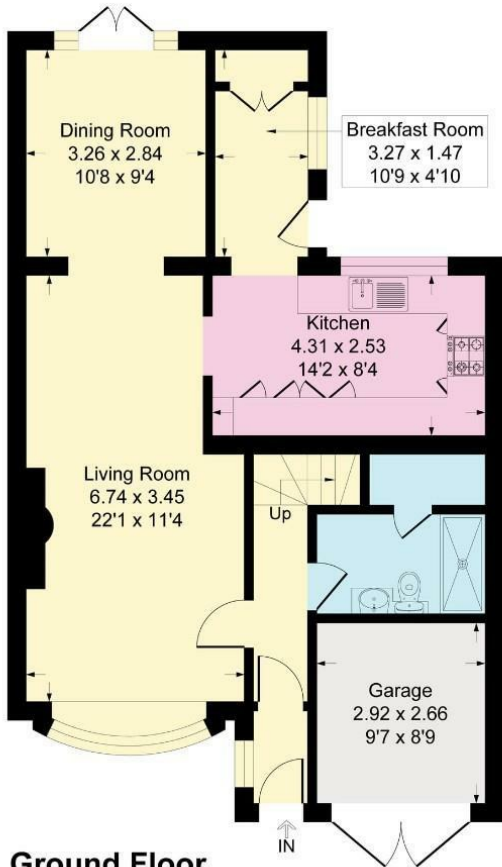 Dining Room
3.26 x 2.84
10'8 x 9'4
Breakfast Room
3.27 x 1.47
10'9 x 4'10
Kitchen
4.31 x 2.53
14'2 x 8'4
Living Room
6.74 x 3.45
22'1 x 11'4
Up
Garage
2.92 x 2.66
9'7 x 8'9
IN
Ground Floor